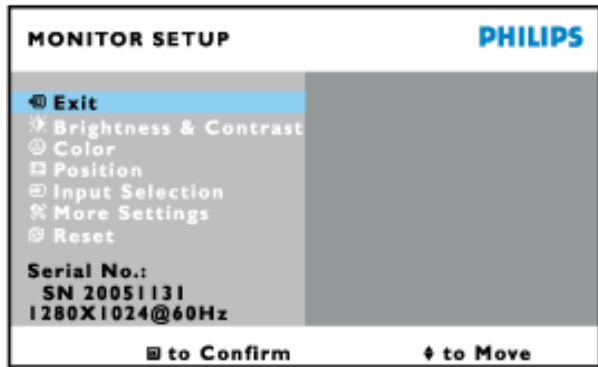 MONITOR SETUP PHILIPS
Exit
Brightness & Contrast
Color
Position
Input Selection
More Settings
Reset
Serial No.:
SN 20051131
1280X1024@60Hz
to Confirm to Move